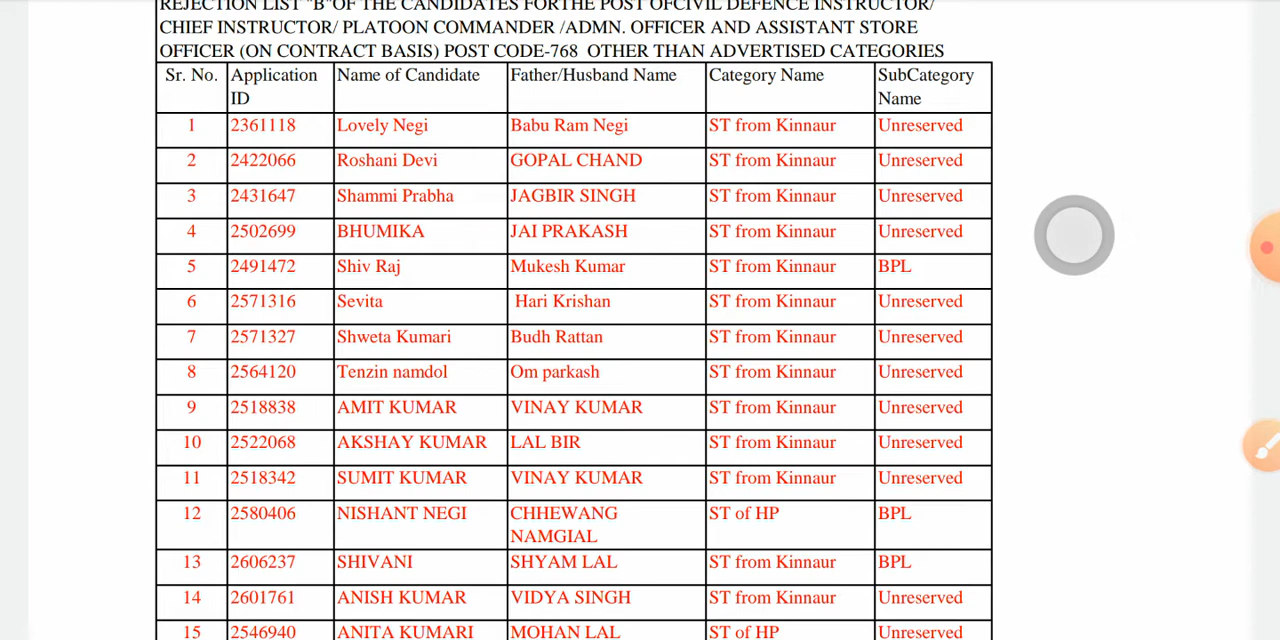 REJECTION LIST "B"OF THE CANDIDATES FORTHE POST OFCIVIL DEFENCE INSTRUCTOR/
CHIEF INSTRUCTOR/ PLATOON COMMANDER /ADMN. OFFICER AND ASSISTANT STORE
OFFICER (ON CONTRACT BASIS) POST CODE-768 OTHER THAN ADVERTISED CATEGORIES
Sr. No. Application ID Name of Candidate Father/Husband Name Category Name SubCategory Name
1 2361118 Lovely Negi Babu Ram Negi ST from Kinnaur Unreserved
2 2422066 Roshani Devi GOPAL CHAND ST from Kinnaur Unreserved
3 2431647 Shammi Prabha JAGBIR SINGH ST from Kinnaur Unreserved
4 2502699 BHUMIKA JAI PRAKASH ST from Kinnaur Unreserved
5 2491472 Shiv Raj Mukesh Kumar ST from Kinnaur BPL
6 2571316 Sevita Hari Krishan ST from Kinnaur Unreserved
7 2571327 Shweta Kumari Budh Rattan ST from Kinnaur Unreserved
8 2564120 Tenzin namdol Om parkash ST from Kinnaur Unreserved
9 2518838 AMIT KUMAR VINAY KUMAR ST from Kinnaur Unreserved
10 2522068 AKSHAY KUMAR LAL BIR ST from Kinnaur Unreserved
11 2518342 SUMIT KUMAR VINAY KUMAR ST from Kinnaur Unreserved
12 2580406 NISHANT NEGI CHHEWANG NAMGIAL ST of HP BPL
13 2606237 SHIVANI SHYAM LAL ST from Kinnaur BPL
14 2601761 ANISH KUMAR VIDYA SINGH ST from Kinnaur Unreserved
15 2546940 ANITA KUMARI MOHAN LAL ST of HP Unreserved